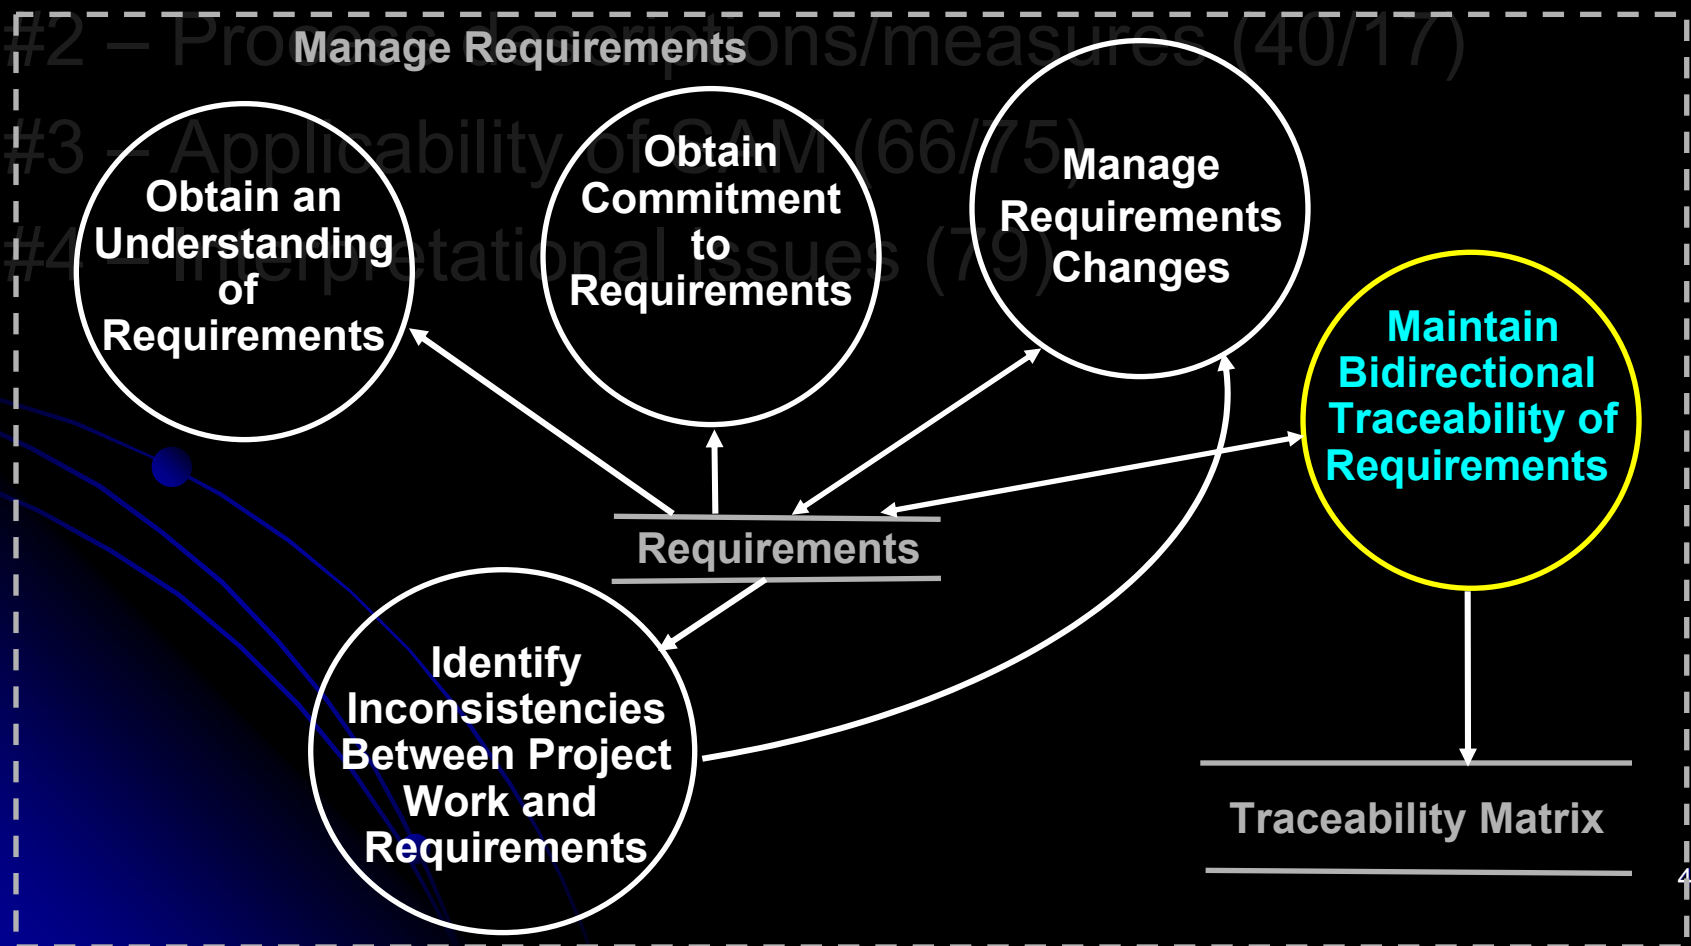 #2 – Process descriptions/measures (40/17)
Manage Requirements
#3 – Applicability of SAM (66/75)
#4 – Interpretational Issues (79)
Obtain an
Understanding
of
Requirements
Obtain
Commitment
to
Requirements
Manage
Requirements
Changes
Maintain
Bidirectional
Traceability of
Requirements
Requirements
Identify
Inconsistencies
Between Project
Work and
Requirements
Traceability Matrix
4